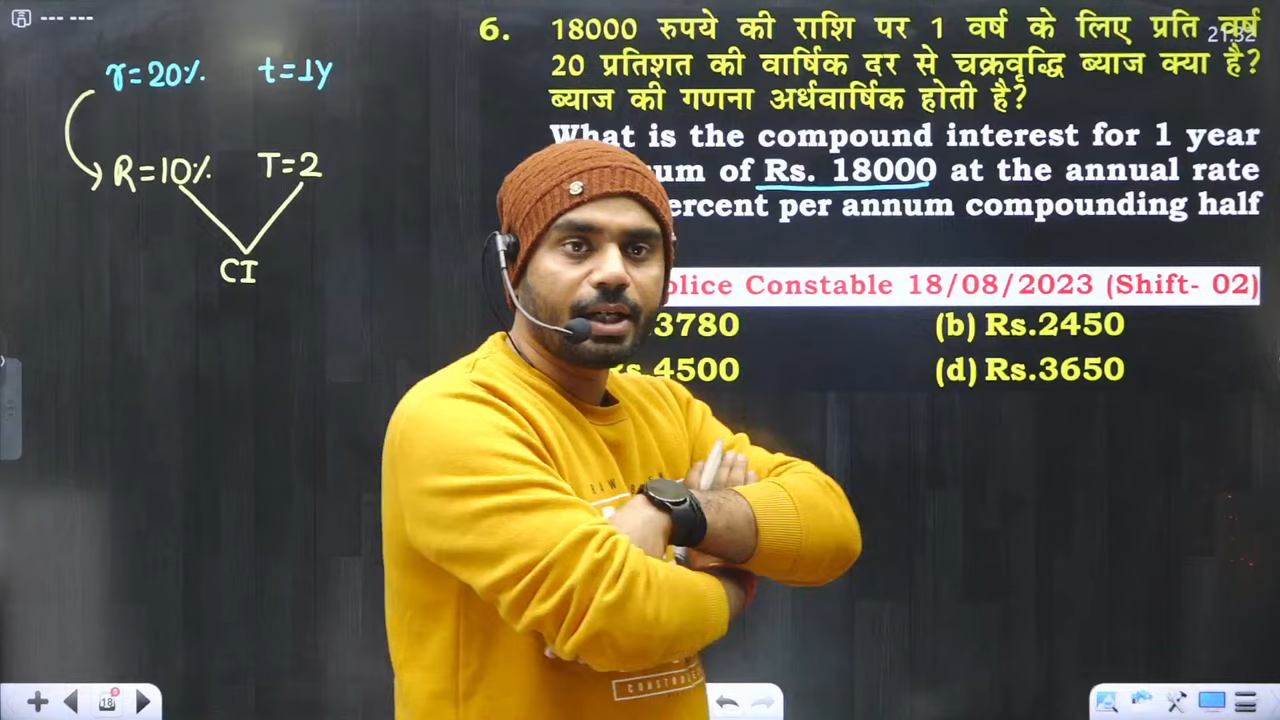 r=20% t=1y
R=10% T=2
CI
6. 18000 रुपये की राशि पर 1 वर्ष के लिए प्रति वर्ष
20 प्रतिशत की वार्षिक दर से चक्रवृद्धि ब्याज क्या है?
ब्याज की गणना अर्धवार्षिक होती है?
What is the compound interest for 1 year
um of Rs. 18000 at the annual rate
ercent per annum compounding half
olice Constable 18/08/2023 (Shift- 02)
3780 (b) Rs.2450
Rs.4500 (d) Rs.3650
18